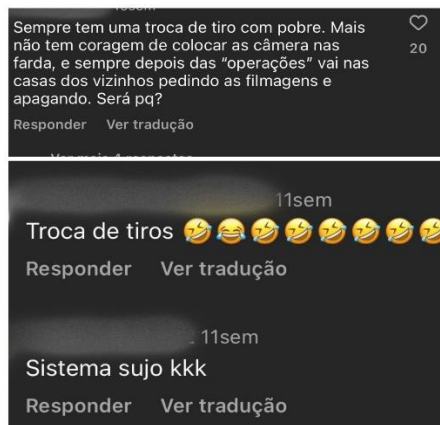 Sempre tem uma troca de tiro com pobre. Mais
não tem coragem de colocar as câmera nas
farda, e sempre depois das “operações” vai nas
casas dos vizinhos pedindo as filmagens e
apagando. Será pq?
20
Responder Ver tradução
11sem
Troca de tiros 🤣😂🤣🤣🤣🤣🤣🤣
Responder Ver tradução
11sem
Sistema sujo kkk
Responder Ver tradução